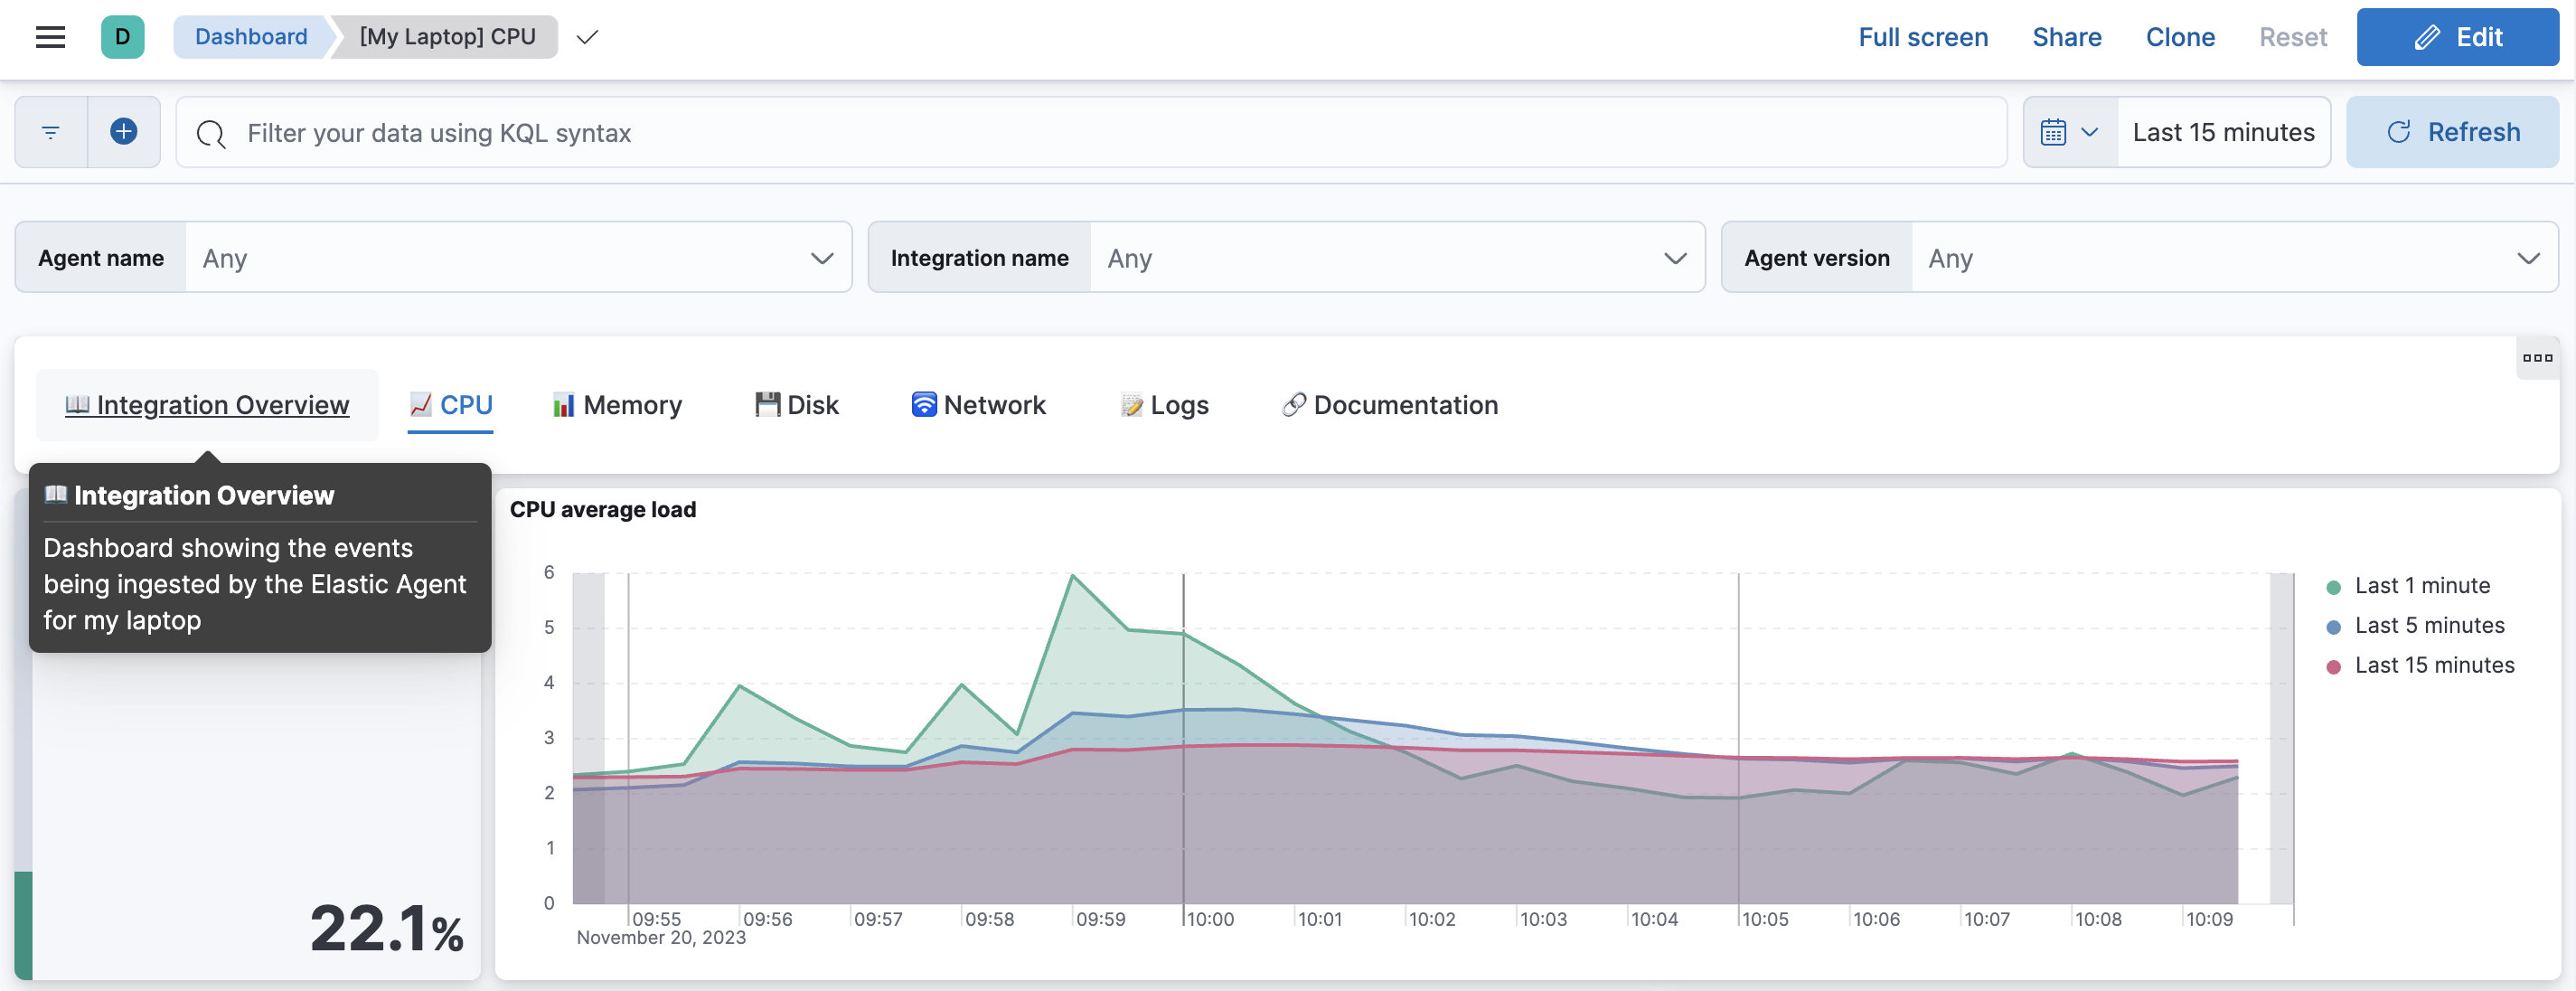 D Dashboard [My Laptop] CPU Full screen Share Clone Reset Edit
Filter your data using KQL syntax Last 15 minutes Refresh
Agent name Any Integration name Any Agent version Any
Integration Overview CPU Memory Disk Network Logs Documentation
Integration Overview
Dashboard showing the events
being ingested by the Elastic Agent
for my laptop
22.1%
CPU average load
6
5
4
3
2
1
0
09:55 09:56 09:57 09:58 09:59 10:00 10:01 10:02 10:03 10:04 10:05 10:06 10:07 10:08 10:09
November 20, 2023
Last 1 minute
Last 5 minutes
Last 15 minutes